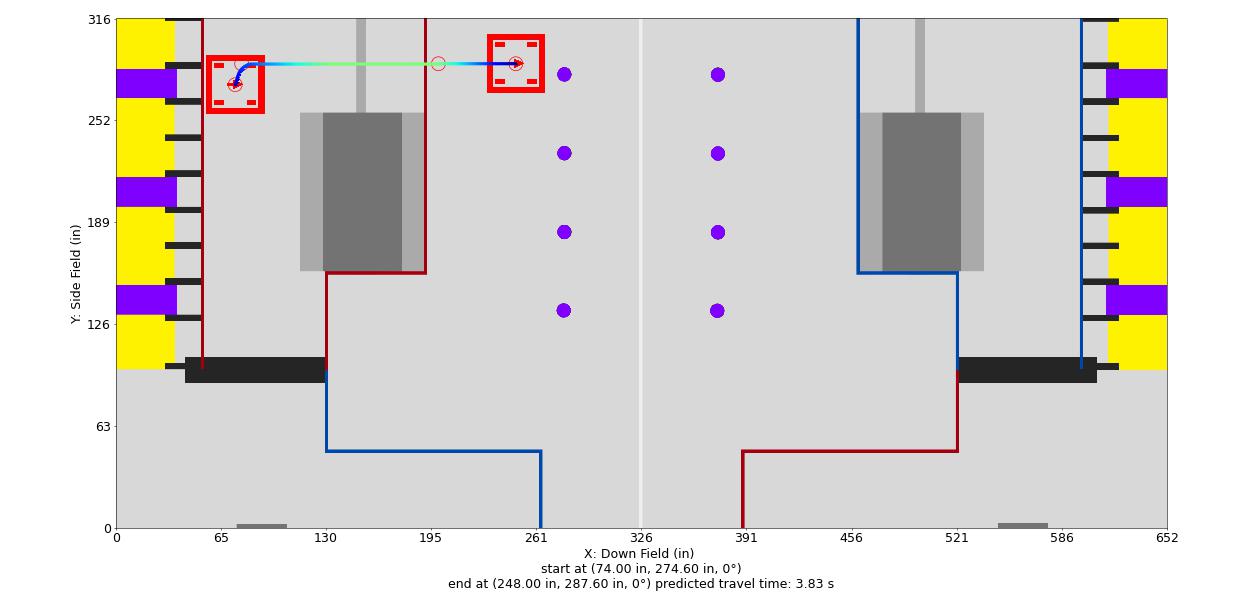 316
252
189
126
63
0
Y: Side Field (in)
0 65 130 195 261 326 391 456 521 586 652
X: Down Field (in)
start at (74.00 in, 274.60 in, 0°)
end at (248.00 in, 287.60 in, 0°) predicted travel time: 3.83 s